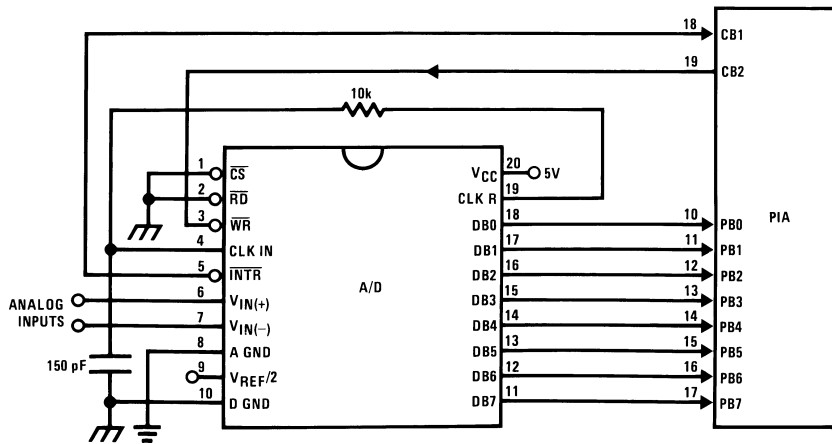 18 CB1
19 CB2
10k
1 CS
2 RD
3 WR
4 CLK IN
5 INTR
6 VIN(+)
7 VIN(−)
8 A GND
9 VREF/2
10 D GND
ANALOG
INPUTS
150 pF
A/D
VCC 20 5V
CLK R 19
DB0 18
DB1 17
DB2 16
DB3 15
DB4 14
DB5 13
DB6 12
DB7 11
10 PB0
11 PB1
12 PB2
13 PB3
14 PB4
15 PB5
16 PB6
17 PB7
PIA